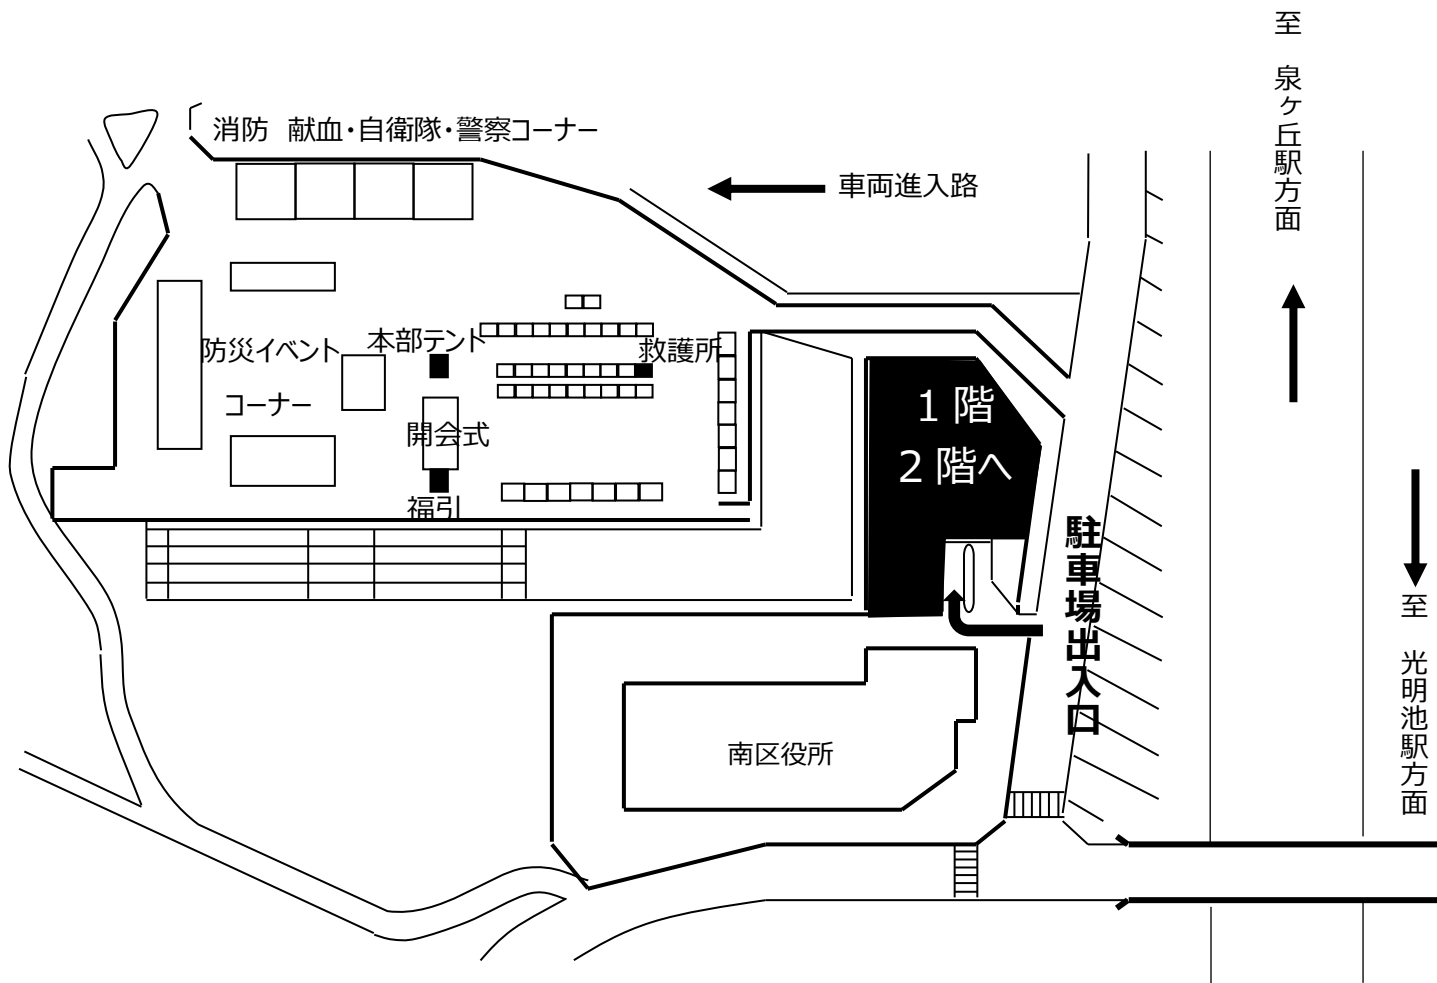 至　泉ヶ丘駅方面
消防　献血・自衛隊・警察コーナー
車両進入路
防災イベント
コーナー
本部テント
救護所
開会式
福引
１階
２階へ
駐車場出入口
至　光明池駅方面
南区役所